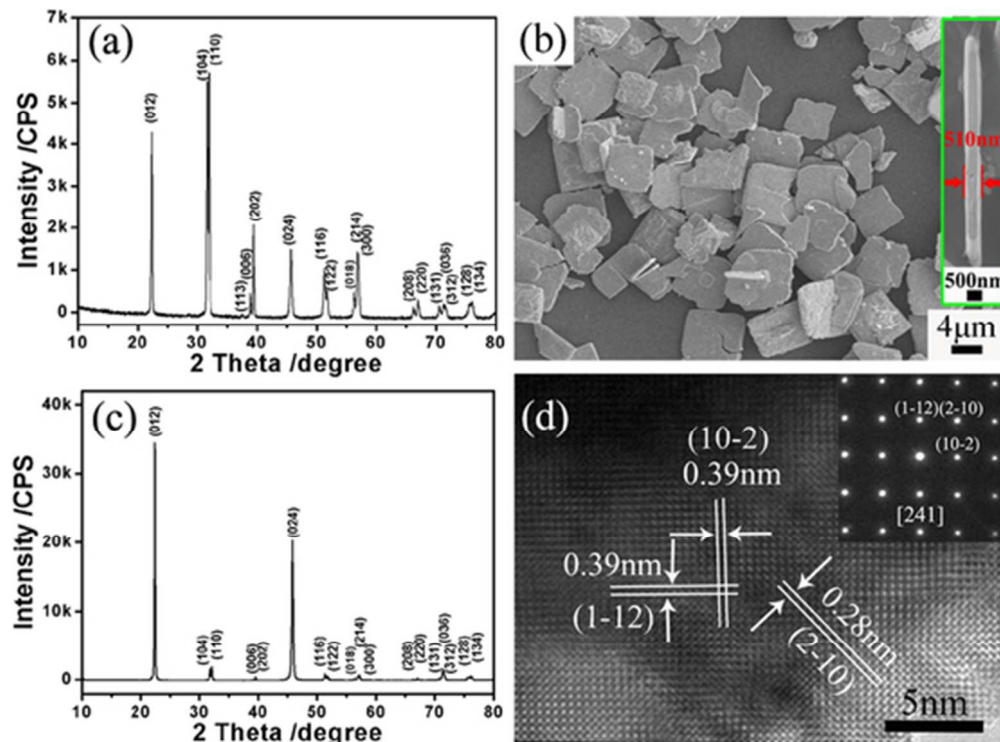 (a)
Intensity /CPS
7k
6k
5k
4k
3k
2k
1k
0
(012)
(104)
(110)
(113)
(006)
(202)
(024)
(116)
(122)
(018)
(214)
(300)
(208)
(220)
(131)
(312)
(036)
(128)
(134)
10 20 30 40 50 60 70 80
2 Theta /degree
(b)
510nm
500nm
4μm
(c)
Intensity /CPS
40k
30k
20k
10k
0
(012)
(104)
(110)
(006)
(202)
(024)
(116)
(122)
(018)
(214)
(300)
(208)
(220)
(131)
(312)
(036)
(128)
(134)
10 20 30 40 50 60 70 80
2 Theta /degree
(d)
(10-2)
0.39nm
0.39nm
(1-12)
0.28nm
(2-10)
(1-12)(2-10)
(10-2)
[241]
5nm